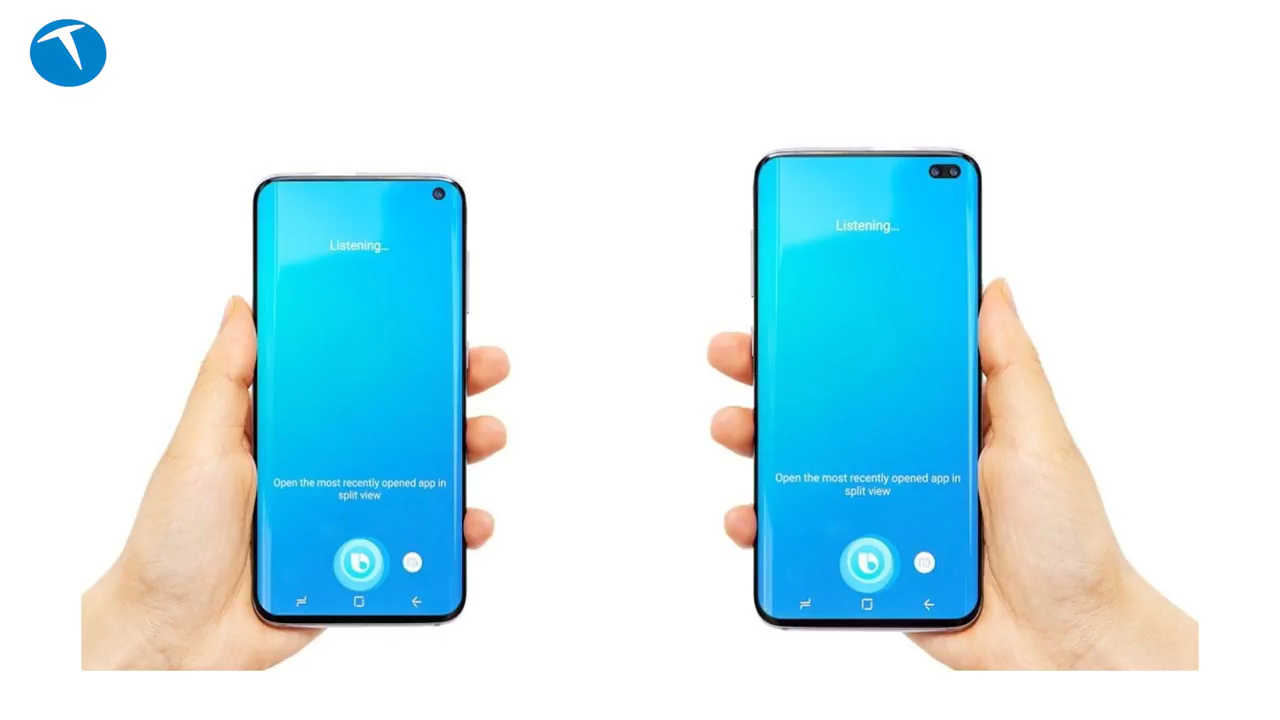 Listening...
Open the most recently opened app in
split view
Listening...
Open the most recently opened app in
split view